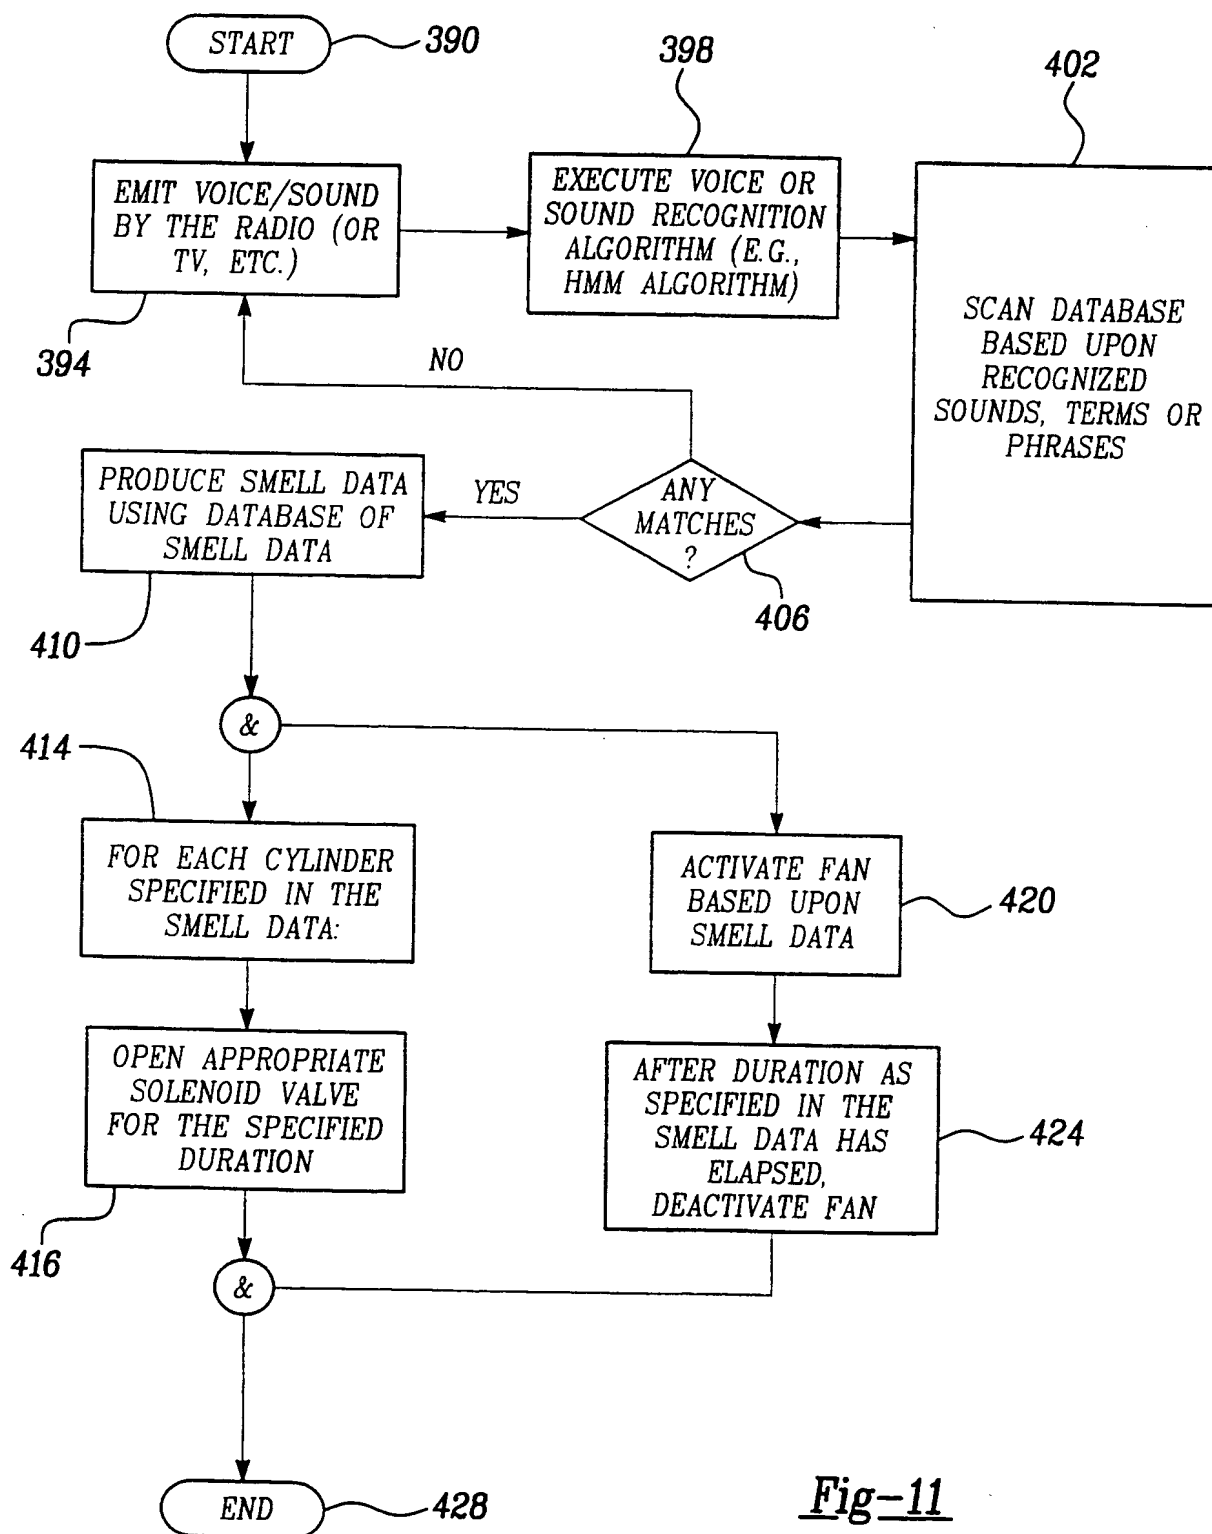 START
390
398
402
EMIT VOICE/SOUND
BY THE RADIO (OR
TV, ETC.)
394
EXECUTE VOICE OR
SOUND RECOGNITION
ALGORITHM (E.G.,
HMM ALGORITHM)
SCAN DATABASE
BASED UPON
RECOGNIZED
SOUNDS, TERMS OR
PHRASES
NO
PRODUCE SMELL DATA
USING DATABASE OF
SMELL DATA
YES
ANY
MATCHES
?
406
410
&
414
FOR EACH CYLINDER
SPECIFIED IN THE
SMELL DATA:
ACTIVATE FAN
BASED UPON
SMELL DATA
420
OPEN APPROPRIATE
SOLENOID VALVE
FOR THE SPECIFIED
DURATION
416
AFTER DURATION AS
SPECIFIED IN THE
SMELL DATA HAS
ELAPSED,
DEACTIVATE FAN
424
&
END
428
Fig-11